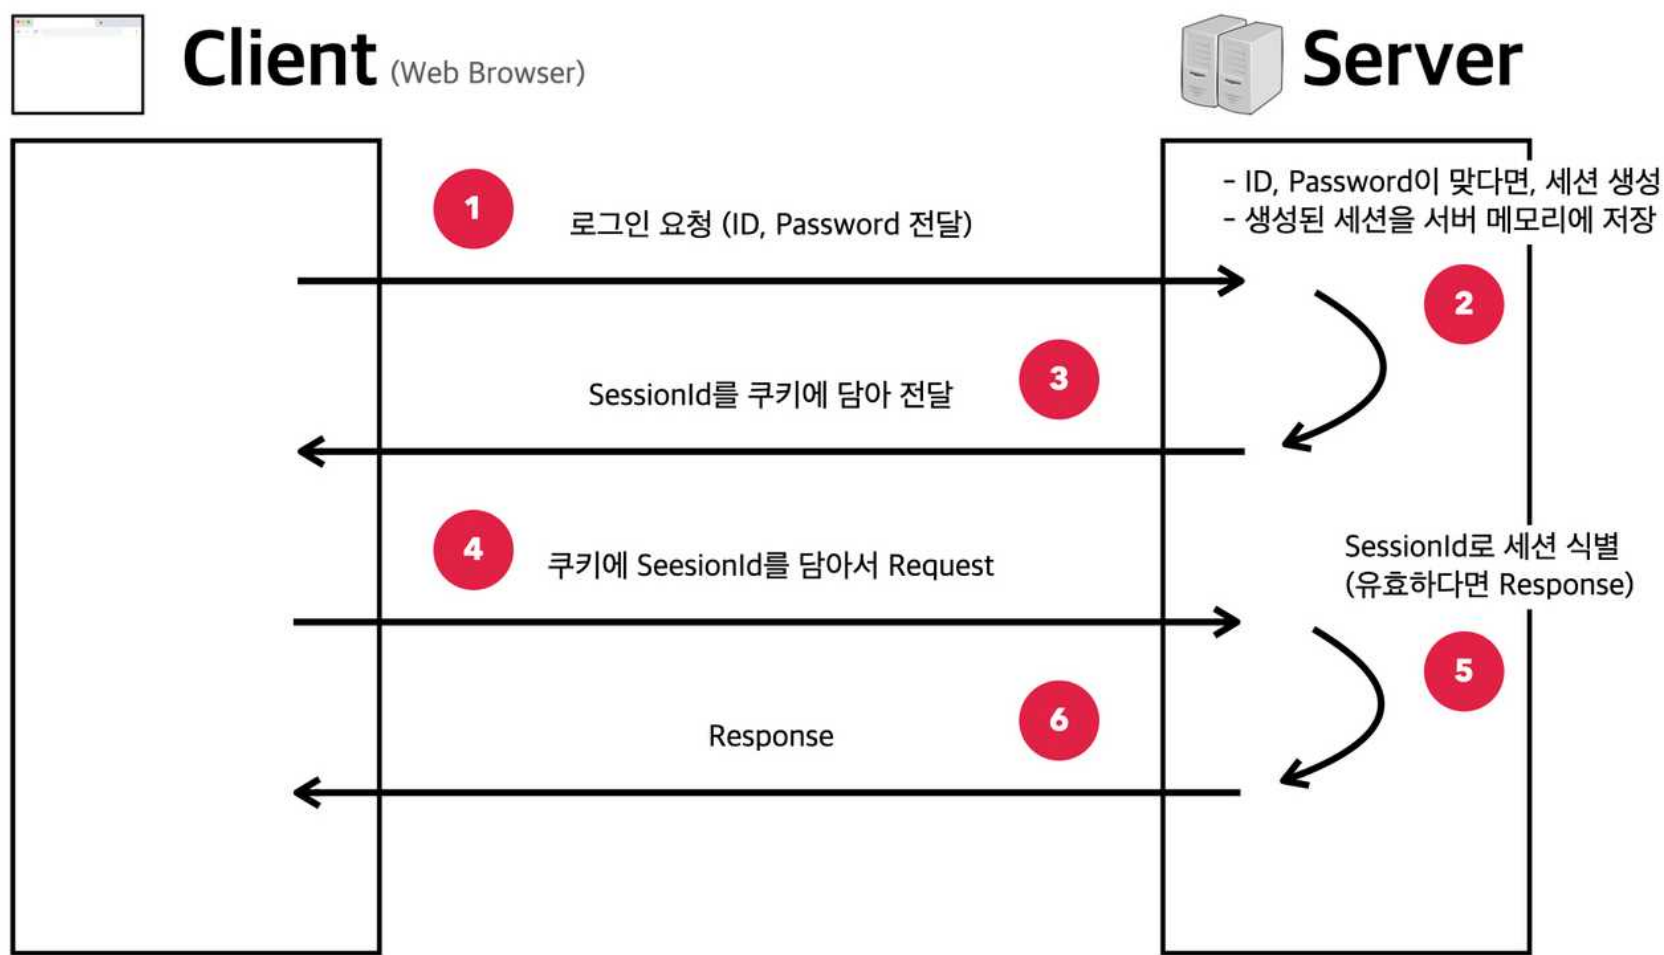 Client (Web Browser)
Server
- ID, Password이 맞다면, 세션 생성
- 생성된 세션을 서버 메모리에 저장
1
로그인 요청 (ID, Password 전달)
2
3
SessionId를 쿠키에 담아 전달
4
쿠키에 SeesionId를 담아서 Request
SessionId로 세션 식별
(유효하다면 Response)
5
6
Response